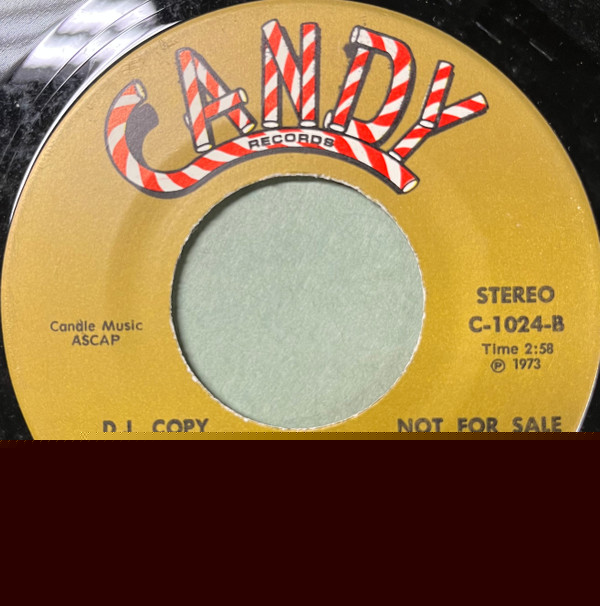 CANDY
RECORDS
Candle Music
ASCAP
STEREO
C-1024-B
Time 2:58
℗ 1973
D.J. COPY
NOT FOR SALE